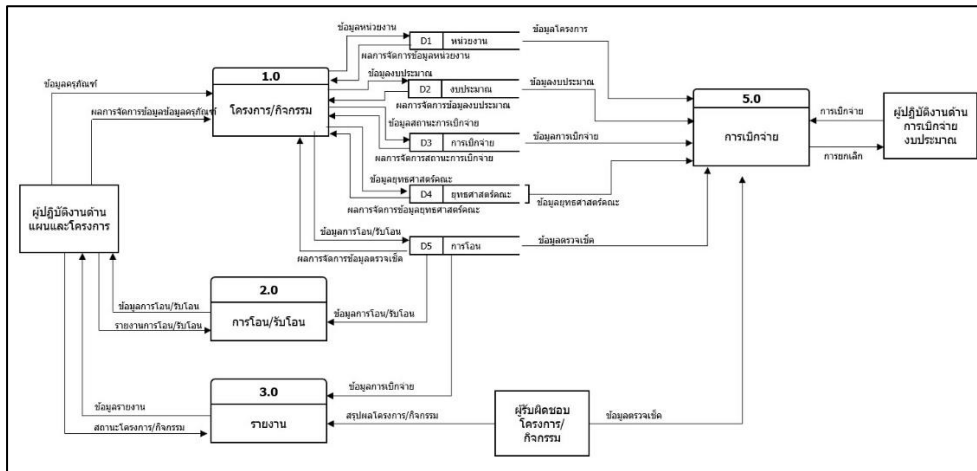 ข้อมูลหน่วยงาน
D1 หน่วยงาน
ข้อมูลโครงการ
ผลการจัดการข้อมูลหน่วยงาน
1.0
โครงการ/กิจกรรม
ข้อมูลครุภัณฑ์
ผลการจัดการข้อมูลข้อมูลครุภัณฑ์
ข้อมูลงบประมาณ
D2 งบประมาณ
ข้อมูลงบประมาณ
ผลการจัดการข้อมูลงบประมาณ
ข้อมูลสถานะการเบิกจ่าย
D3 การเบิกจ่าย
ข้อมูลการเบิกจ่าย
ผลการจัดการสถานะการเบิกจ่าย
5.0
การเบิกจ่าย
การเบิกจ่าย
การยกเลิก
ผู้ปฏิบัติงานด้าน
การเบิกจ่าย
งบประมาณ
ข้อมูลยุทธศาสตร์คณะ
D4 ยุทธศาสตร์คณะ
ข้อมูลยุทธศาสตร์คณะ
ผลการจัดการข้อมูลยุทธศาสตร์คณะ
ผู้ปฏิบัติงานด้าน
แผนและโครงการ
ข้อมูลการโอน/รับโอน
D5 การโอน
ข้อมูลตรวจเช็ค
ผลการจัดการข้อมูลตรวจเช็ค
2.0
การโอน/รับโอน
ข้อมูลการโอน/รับโอน
รายงานการโอน/รับโอน
ข้อมูลการโอน/รับโอน
3.0
รายงาน
ข้อมูลการเบิกจ่าย
ข้อมูลรายงาน
สถานะโครงการ/กิจกรรม
สรุปผลโครงการ/กิจกรรม
ผู้รับผิดชอบ
โครงการ/
กิจกรรม
ข้อมูลตรวจเช็ค